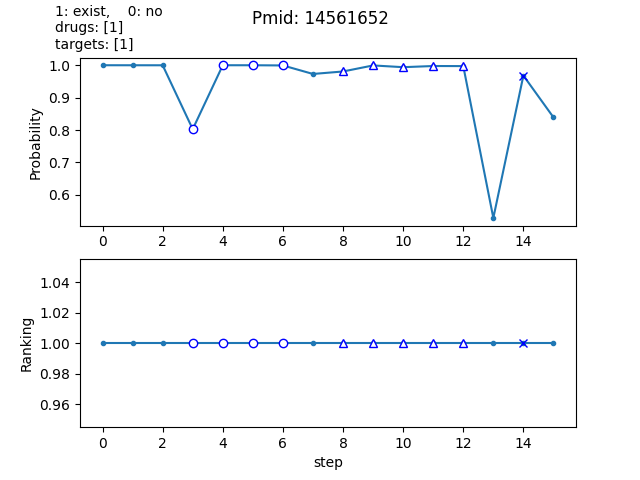 1: exist,    0: no
drugs: [1]
targets: [1]
Pmid: 14561652
1.0
0.9
0.8
0.7
0.6
Probability
0 2 4 6 8 10 12 14
1.04
1.02
1.00
0.98
0.96
Ranking
0 2 4 6 8 10 12 14
step